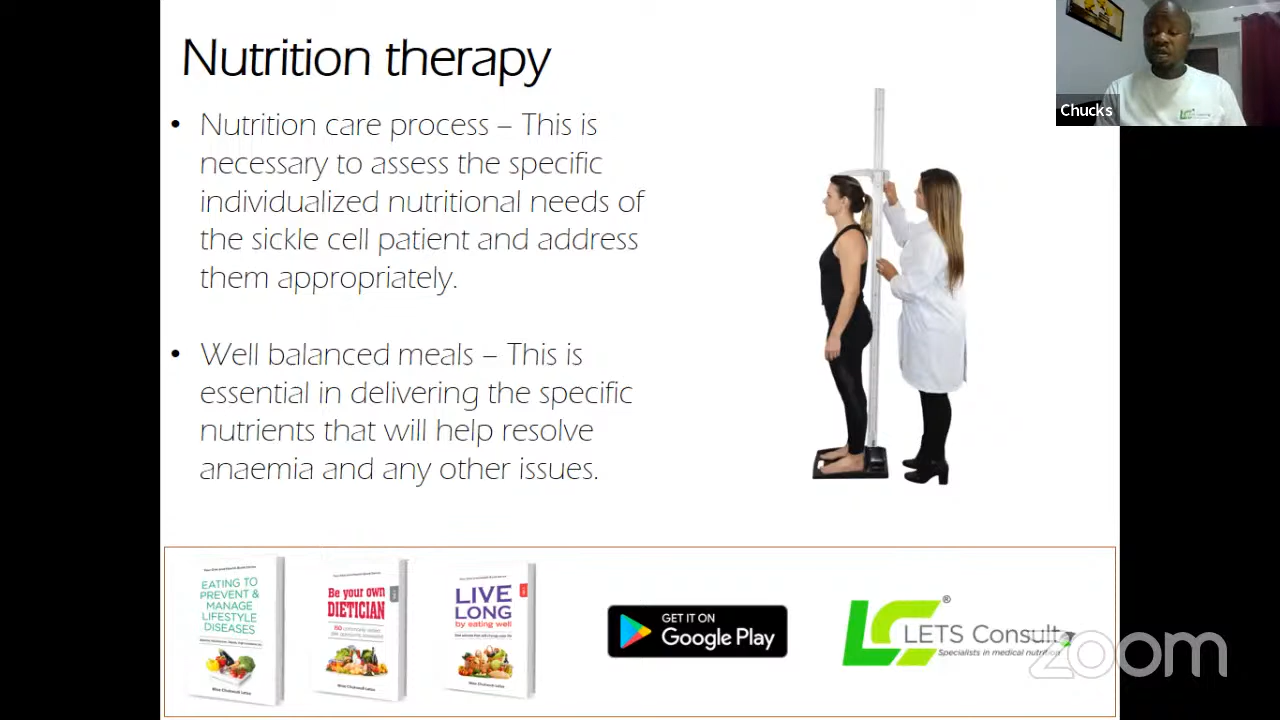 Nutrition therapy
• Nutrition care process – This is
necessary to assess the specific
individualized nutritional needs of
the sickle cell patient and address
them appropriately.
• Well balanced meals – This is
essential in delivering the specific
nutrients that will help resolve
anaemia and any other issues.
Chucks
EATING TO
PREVENT &
MANAGE
LIFESTYLE
DISEASES
Be your own
DIETICIAN
LIVE
LONG
by eating well
GET IT ON
Google Play
LETS Consult
Specialists in medical nutrition
®
zoom